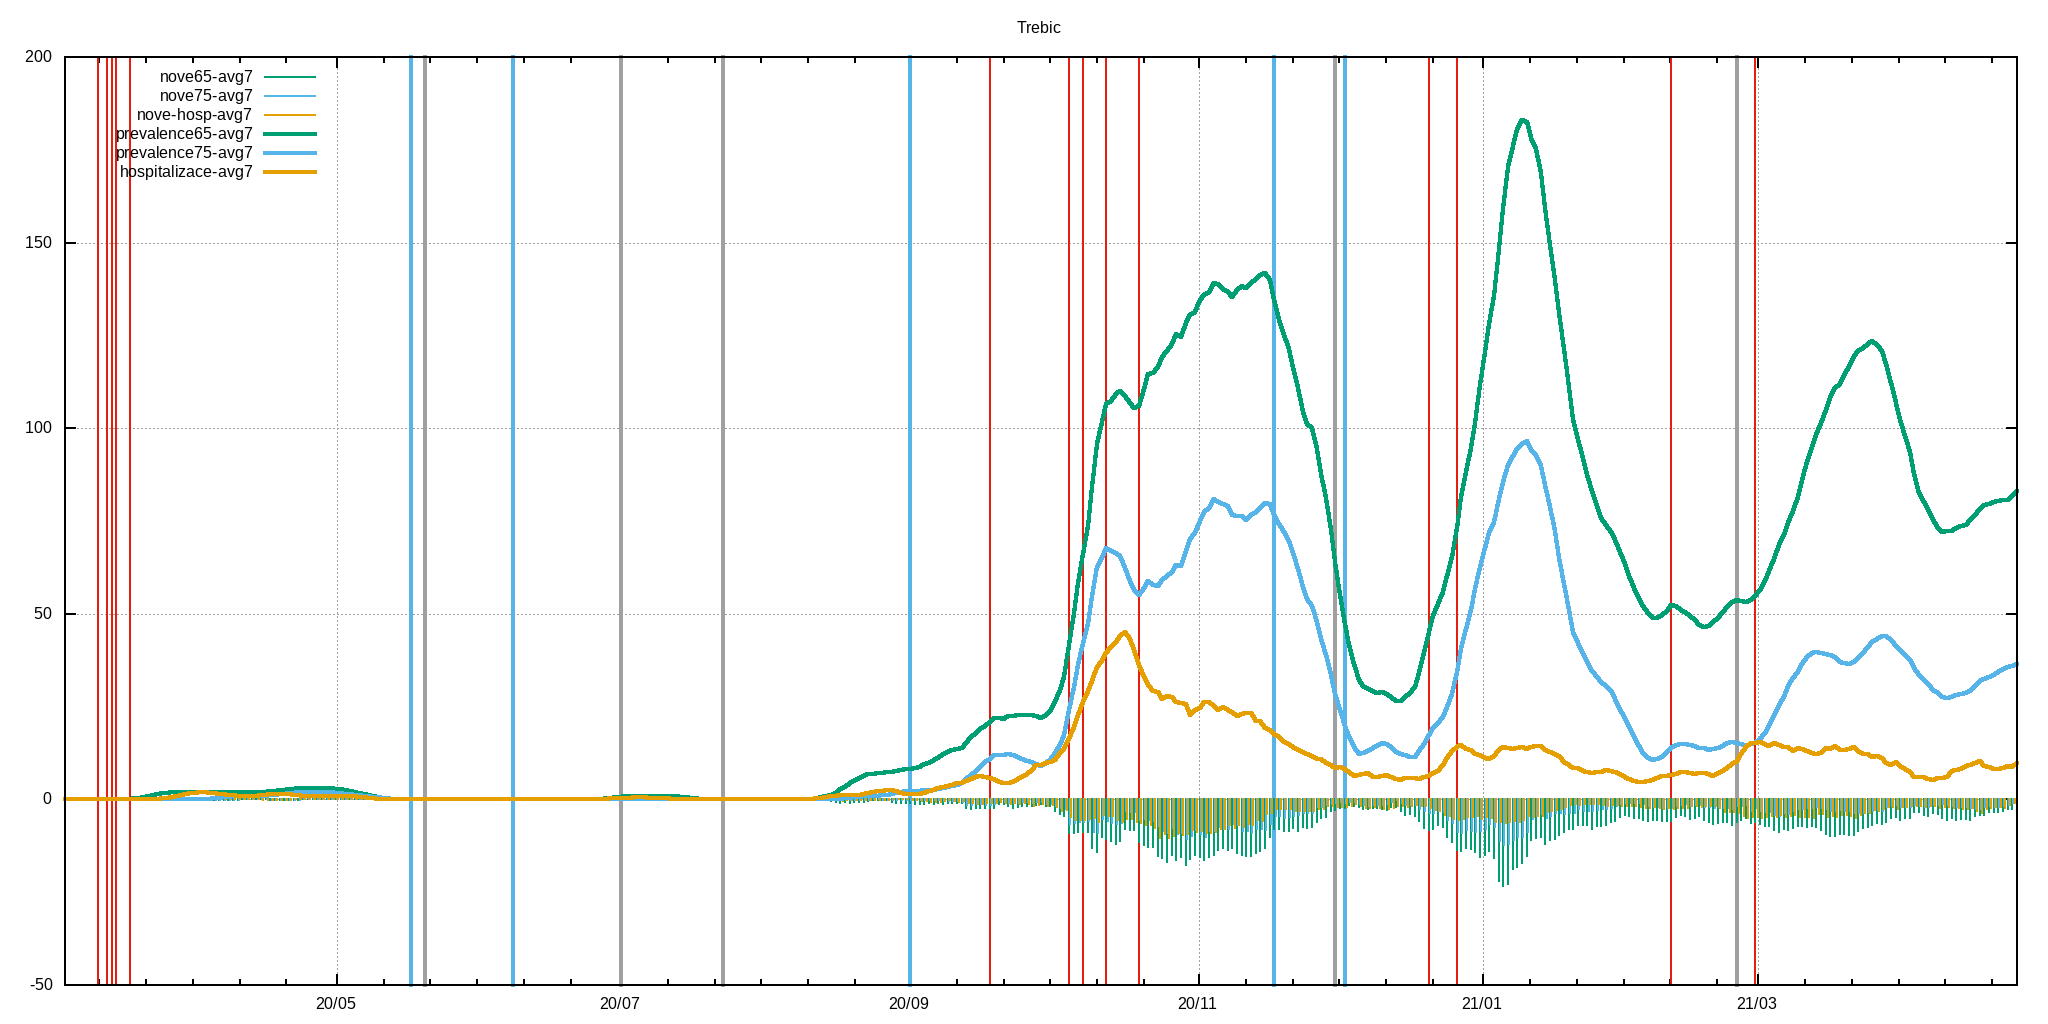 Trebic
200
150
100
50
0
-50
nove65-avg7
nove75-avg7
nove-hosp-avg7
prevalence65-avg7
prevalence75-avg7
hospitalizace-avg7
20/05
20/07
20/09
20/11
21/01
21/03